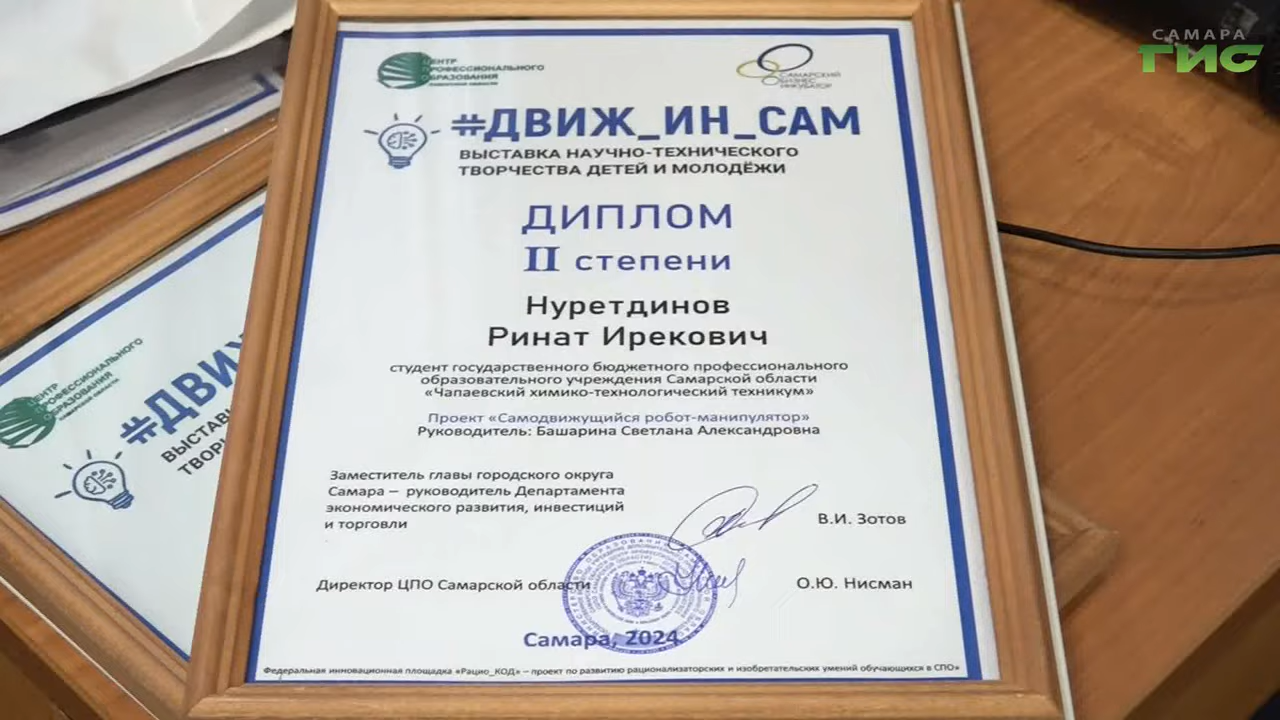 САМАРА
ТИС
ЦЕНТР
ПРОФЕССИОНАЛЬНОГО
ОБРАЗОВАНИЯ
САМАРСКИЙ
БИЗНЕС
ИНКУБАТОР
#ДВИЖ_ИН_САМ
ВЫСТАВКА НАУЧНО-ТЕХНИЧЕСКОГО
ТВОРЧЕСТВА ДЕТЕЙ И МОЛОДЁЖИ
ДИПЛОМ
II степени
Нуретдинов
Ринат Ирекович
студент государственного бюджетного профессионального
образовательного учреждения Самарской области
«Чапаевский химико-технологический техникум»
Проект «Самодвижущийся робот-манипулятор»
Руководитель: Башарина Светлана Александровна
Заместитель главы городского округа
Самара – руководитель Департамента
экономического развития, инвестиций
и торговли
В.И. Зотов
Директор ЦПО Самарской области
О.Ю. Нисман
Самара, 2024
Федеральная инновационная площадка «Рацио_КОД» – проект по развитию рационализаторских и изобретательских умений обучающихся в СПО»
ЦЕНТР
ПРОФЕССИОНАЛЬНОГО
ОБРАЗОВАНИЯ
#ДВИЖ
ВЫСТАВ
ТВОР